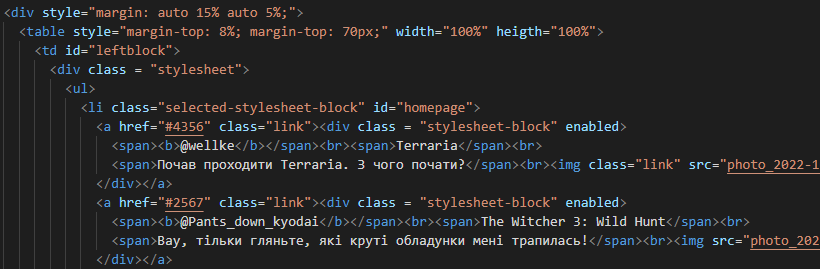 <div style="margin: auto 15% auto 5%;">
<table style="margin-top: 8%; margin-top: 70px;" width="100%" heigth="100%">
<td id="leftblock">
<div class = "stylesheet">
<ul>
<li class="selected-stylesheet-block" id="homepage">
<a href="#4356" class="link"><div class = "stylesheet-block" enabled>
<span><b>@wellke</b></span><br><span>Terraria</span><br>
<span>Почав проходити Terraria. З чого почати?</span><br><img class="link" src="photo_2022-1
</div></a>
<a href="#2567" class="link"><div class = "stylesheet-block" enabled>
<span><b>@Pants_down_kyodai</b></span><br><span>The Witcher 3: Wild Hunt</span><br>
<span>Вау, тільки гляньте, які круті обладунки мені трапилась!</span><br><img src="photo_202
</div></a>